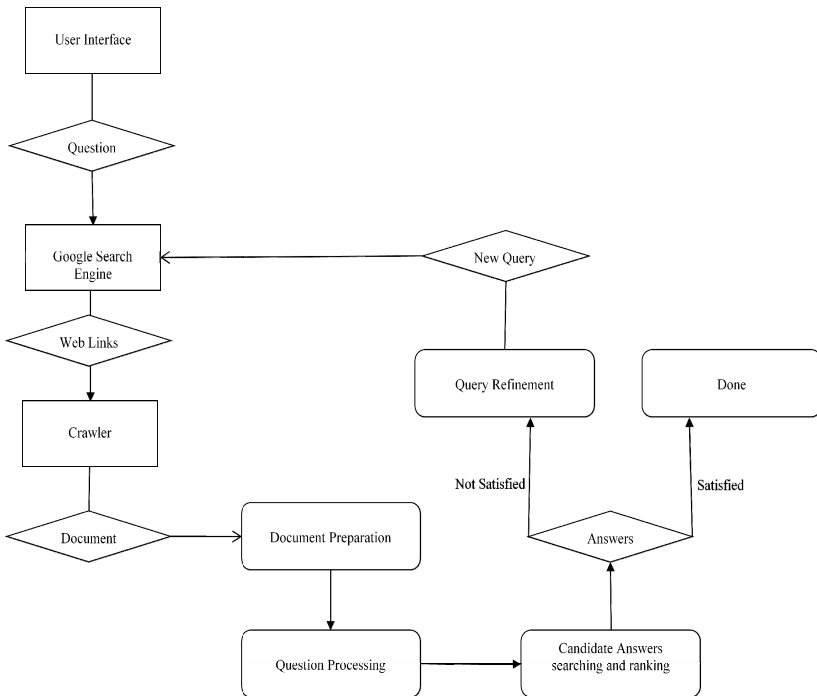 User Interface
Question
Google Search
Engine
New Query
Web Links
Query Refinement
Done
Crawler
Not Satisfied
Satisfied
Document
Document Preparation
Answers
Question Processing
Candidate Answers
searching and ranking